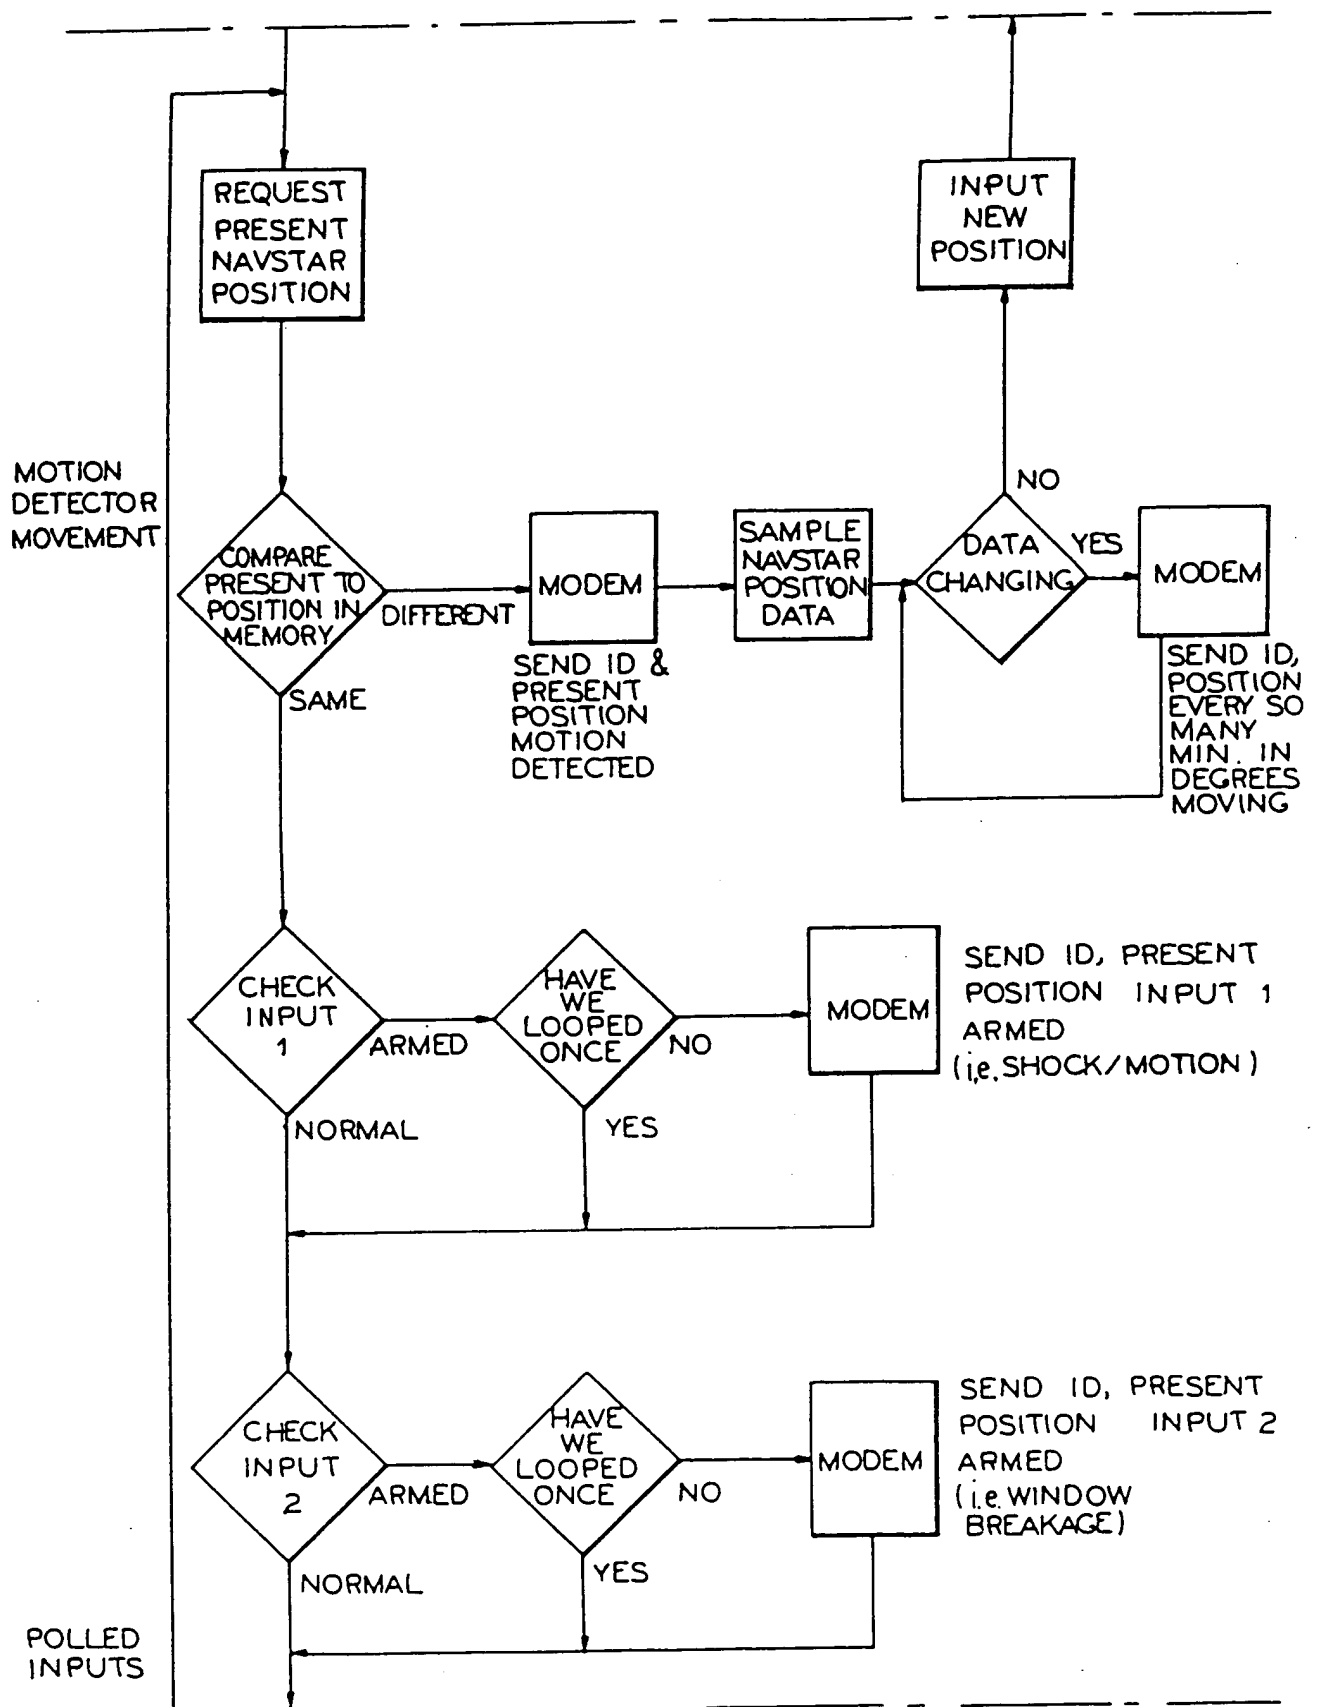 REQUEST
PRESENT
NAVSTAR
POSITION
INPUT
NEW
POSITION
MOTION
DETECTOR
MOVEMENT
COMPARE
PRESENT TO
POSITION IN
MEMORY
DIFFERENT
SAME
MODEM
SEND ID &
PRESENT
POSITION
MOTION
DETECTED
SAMPLE
NAVSTAR
POSITION
DATA
DATA
CHANGING
NO
YES
MODEM
SEND ID,
POSITION
EVERY SO
MANY
MIN. IN
DEGREES
MOVING
CHECK
INPUT
1
ARMED
NORMAL
HAVE
WE
LOOPED
ONCE
NO
YES
MODEM
SEND ID, PRESENT
POSITION INPUT 1
ARMED
(i.e. SHOCK/MOTION)
CHECK
INPUT
2
ARMED
NORMAL
HAVE
WE
LOOPED
ONCE
NO
YES
MODEM
SEND ID, PRESENT
POSITION INPUT 2
ARMED
(i.e. WINDOW
BREAKAGE)
POLLED
INPUTS